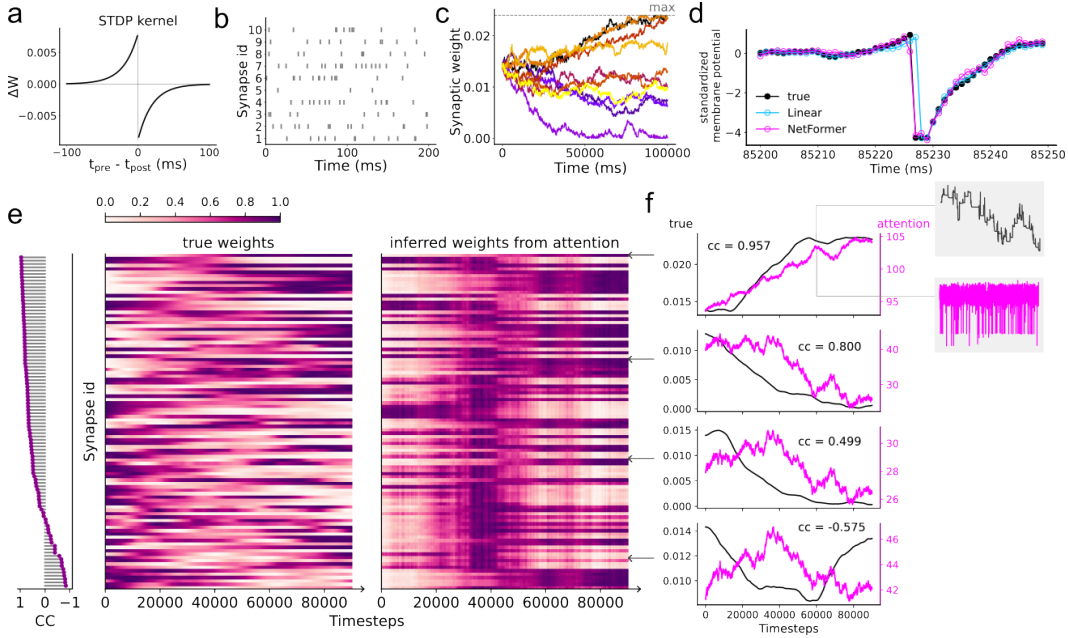 a
STDP kernel
0.005
0.000
−0.005
ΔW
−100
0
100
t_pre - t_post (ms)
b
Synapse id
10
9
8
7
6
5
4
3
2
1
0
50
100
150
200
Time (ms)
c
max
Synaptic weight
0.02
0.01
0.00
0
50000
100000
Time (ms)
d
standardized
membrane potential
0
−2
−4
true
Linear
NetFormer
85200
85210
85220
85230
85240
85250
Time (ms)
e
0.0
0.2
0.4
0.6
0.8
1.0
true weights
inferred weights from attention
Synapse id
1
0
−1
CC
0
20000
40000
60000
80000
0
20000
40000
60000
80000
Timesteps
f
true
attention
cc = 0.957
0.020
0.015
105
100
95
cc = 0.800
0.010
0.005
0.000
40
30
cc = 0.499
0.015
0.010
0.005
0.000
30
28
26
cc = -0.575
0.014
0.012
0.010
46
44
42
0
20000
40000
60000
80000
Timesteps